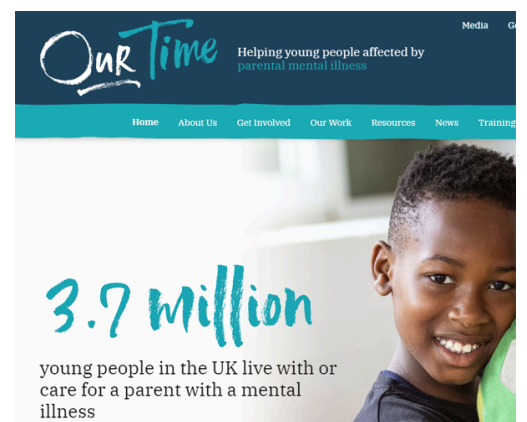 Media
Our Time
Helping young people affected by
parental mental illness
Home About Us Get Involved Our Work Resources News Training
3.7 million
young people in the UK live with or
care for a parent with a mental
illness